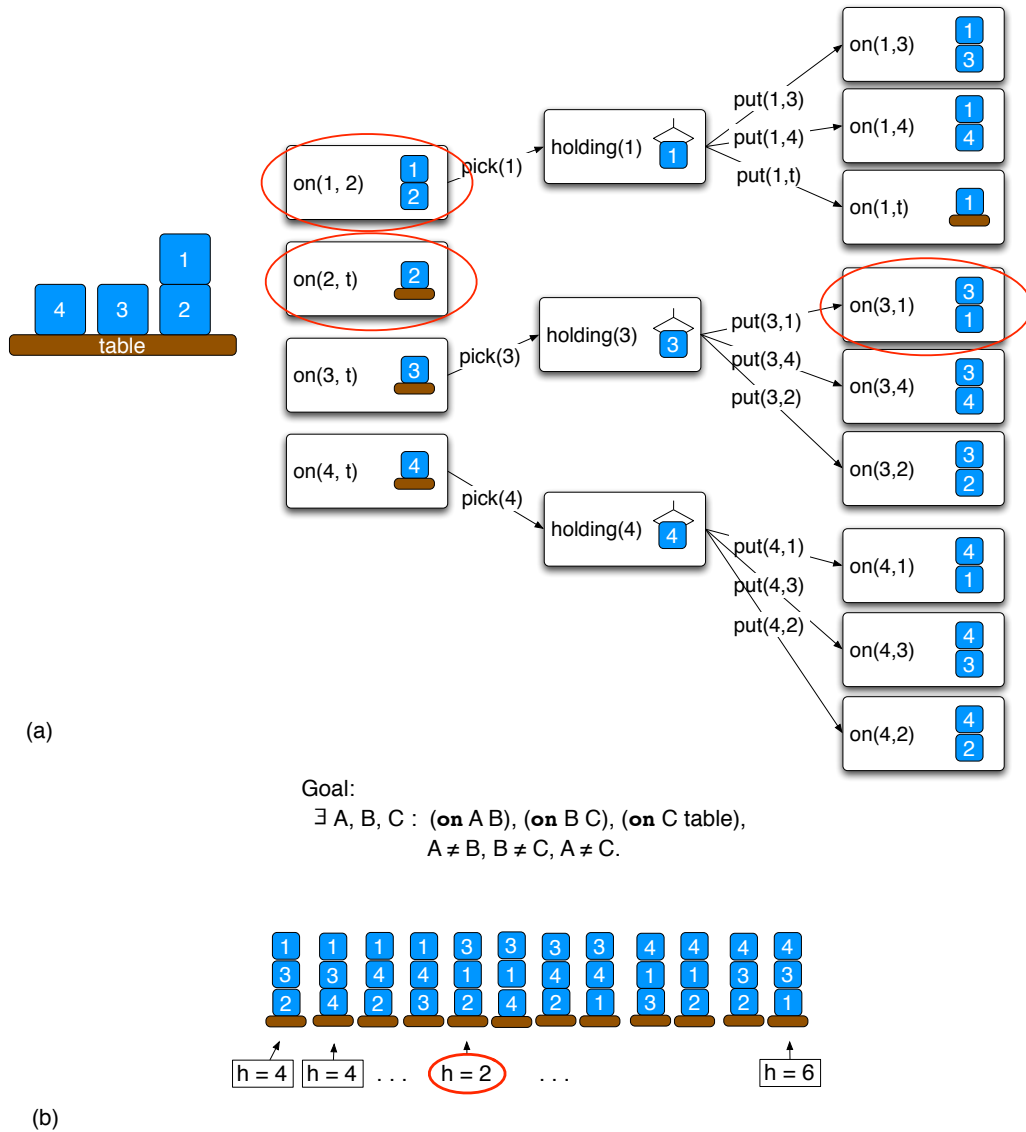 4
3
1
2
table
on(1, 2)
1
2
on(2, t)
2
on(3, t)
3
on(4, t)
4
pick(1)
pick(3)
pick(4)
holding(1)
1
holding(3)
3
holding(4)
4
put(1,3)
put(1,4)
put(1,t)
put(3,1)
put(3,4)
put(3,2)
put(4,1)
put(4,3)
put(4,2)
on(1,3)
1
3
on(1,4)
1
4
on(1,t)
1
on(3,1)
3
1
on(3,4)
3
4
on(3,2)
3
2
on(4,1)
4
1
on(4,3)
4
3
on(4,2)
4
2
(a)
Goal:
∃ A, B, C : (on A B), (on B C), (on C table),
A ≠ B, B ≠ C, A ≠ C.
1 1 1 1 3 3 3 3 4 4 4 4
3 3 4 4 1 1 4 4 1 1 3 3
2 4 2 3 2 4 2 1 3 2 2 1
h = 4 h = 4 . . . h = 2 . . . h = 6
(b)